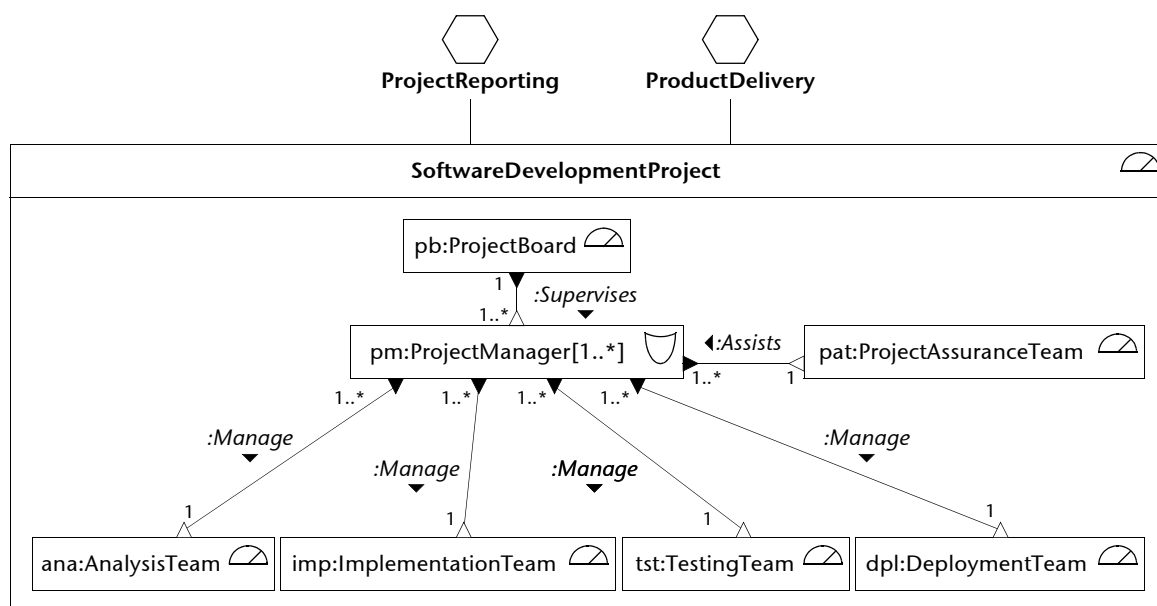 ProjectReporting
ProductDelivery
SoftwareDevelopmentProject
pb:ProjectBoard
1
:Supervises
1..*
pm:ProjectManager[1..*]
:Assists
1..*
1
pat:ProjectAssuranceTeam
1..*
1..*
1..*
1..*
:Manage
:Manage
:Manage
:Manage
1
1
1
1
ana:AnalysisTeam
imp:ImplementationTeam
tst:TestingTeam
dpl:DeploymentTeam